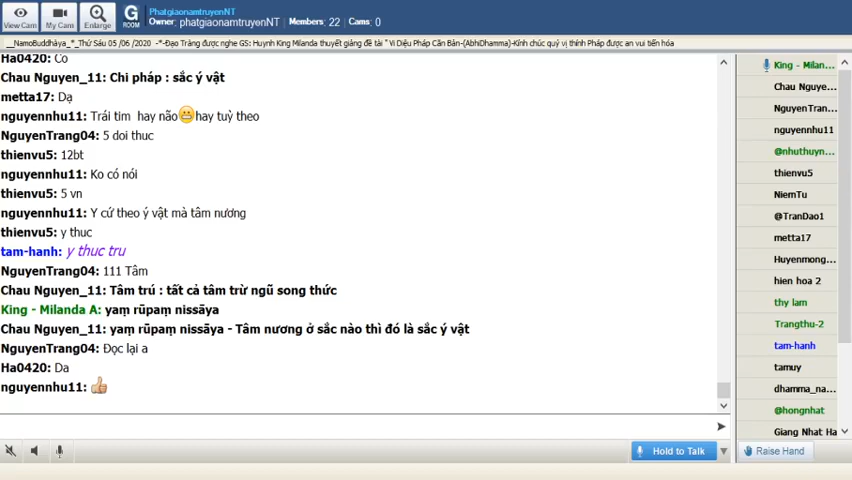 View Cam
My Cam
Enlarge
G ROOM
PhatgiaonamtruyenNT
Owner: phatgiaonamtruyenNT Members: 22 Cams: 0
__NamoBuddhàya_*_Thứ Sáu 05 /06 /2020 -*-Đạo Tràng được nghe GS: Huynh King Milanda thuyết giảng đề tài " Vi Diệu Pháp Căn Bản-(AbhiDhamma)-Kính chúc quý vị thính Pháp được an vui tiến hóa
Ha0420: Co
Chau Nguyen_11: Chi pháp : sắc ý vật
metta17: Dạ
nguyennhu11: Trái tim hay não😁hay tuỳ theo
NguyenTrang04: 5 doi thuc
thienvu5: 12bt
nguyennhu11: Ko có nói
thienvu5: 5 vn
nguyennhu11: Y cứ theo ý vật mà tâm nương
thienvu5: y thuc
tam-hanh: y thuc tru
NguyenTrang04: 111 Tâm
Chau Nguyen_11: Tâm trú : tất cả tâm trừ ngũ song thức
King - Milanda A: yaṃ rūpaṃ nissāya
Chau Nguyen_11: yaṃ rūpaṃ nissāya - Tâm nương ở sắc nào thì đó là sắc ý vật
NguyenTrang04: Đọc lại a
Ha0420: Da
nguyennhu11: 👍
King - Milan...
Chau Nguye...
NguyenTran...
nguyennhu11
@nhuthuyn...
thienvu5
NiemTu
@TranDao1
metta17
Huyenmong...
hien hoa 2
thy lam
Trangthu-2
tam-hanh
tamuy
dhamma_na...
@hongnhat
Giang Nhat Ha
Hold to Talk
Raise Hand